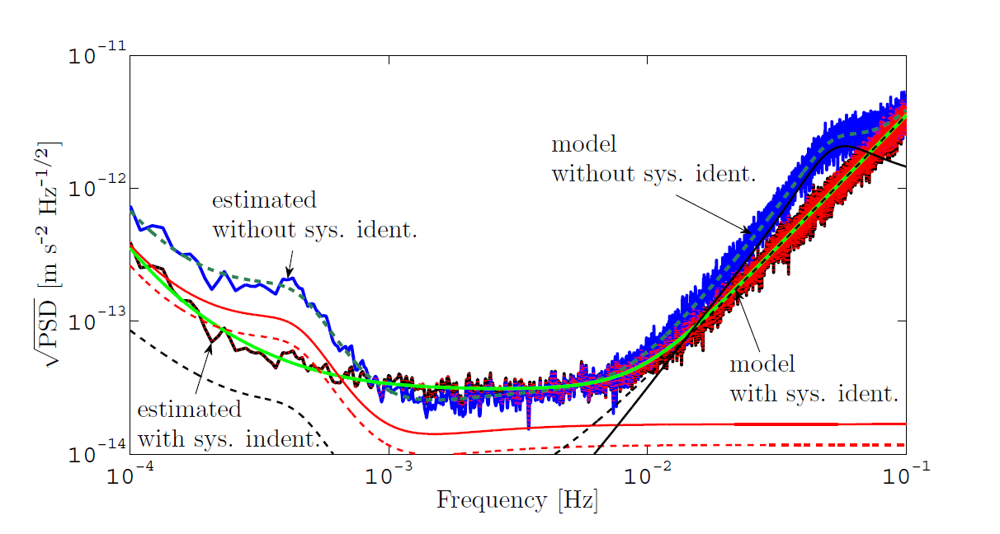 10^-11
model
without sys. ident.
10^-12
estimated
without sys. ident.
√PSD [m s^-2 Hz^-1/2]
10^-13
model
with sys. ident.
estimated
with sys. indent.
10^-14
10^-4 10^-3 10^-2 10^-1
Frequency [Hz]